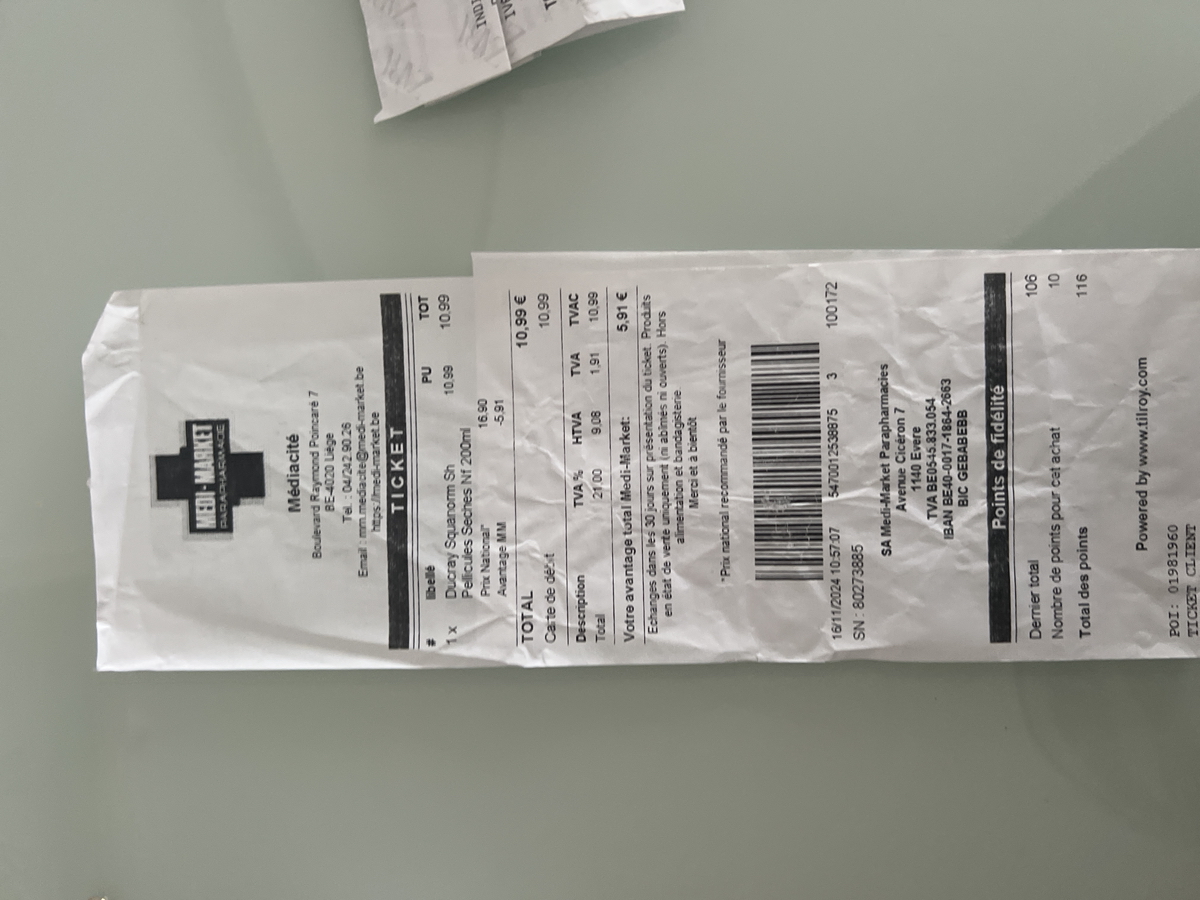 MEDI-MARKET
PARAPHARMACIE
Médiacité
Boulevard Raymond Poincaré 7
BE-4020 Liège
Tel. : 04/242.90.26
Email : mm.mediacite@medi-market.be
https://medi-market.be
TICKET
# libellé PU TOT
1 x Ducray Squanorm Sh 10,99 10,99
Pellicules Seches Nf 200ml
Prix National* 16,90
Avantage MM -5,91
TOTAL 10,99 €
Carte de débit 10,99
Description TVA % HTVA TVA TVAC
Total 21,00 9,08 1,91 10,99
Votre avantage total Medi-Market: 5,91 €
Echanges dans les 30 jours sur présentation du ticket. Produits
en état de vente uniquement (ni abîmés ni ouverts). Hors
alimentation et bandagisterie.
Merci et à bientôt
*Prix national recommandé par le fournisseur
16/11/2024 10:57:07 5470012538875 3 100172
SN : 80273885
SA Medi-Market Parapharmacies
Avenue Cicéron 7
1140 Evere
TVA BE0545.833.054
IBAN BE40-0017-1864-2663
BIC GEBABEBB
Points de fidélité
Dernier total 106
Nombre de points pour cet achat 10
Total des points 116
Powered by www.tilroy.com
POI: 01981960
TICKET CLIENT